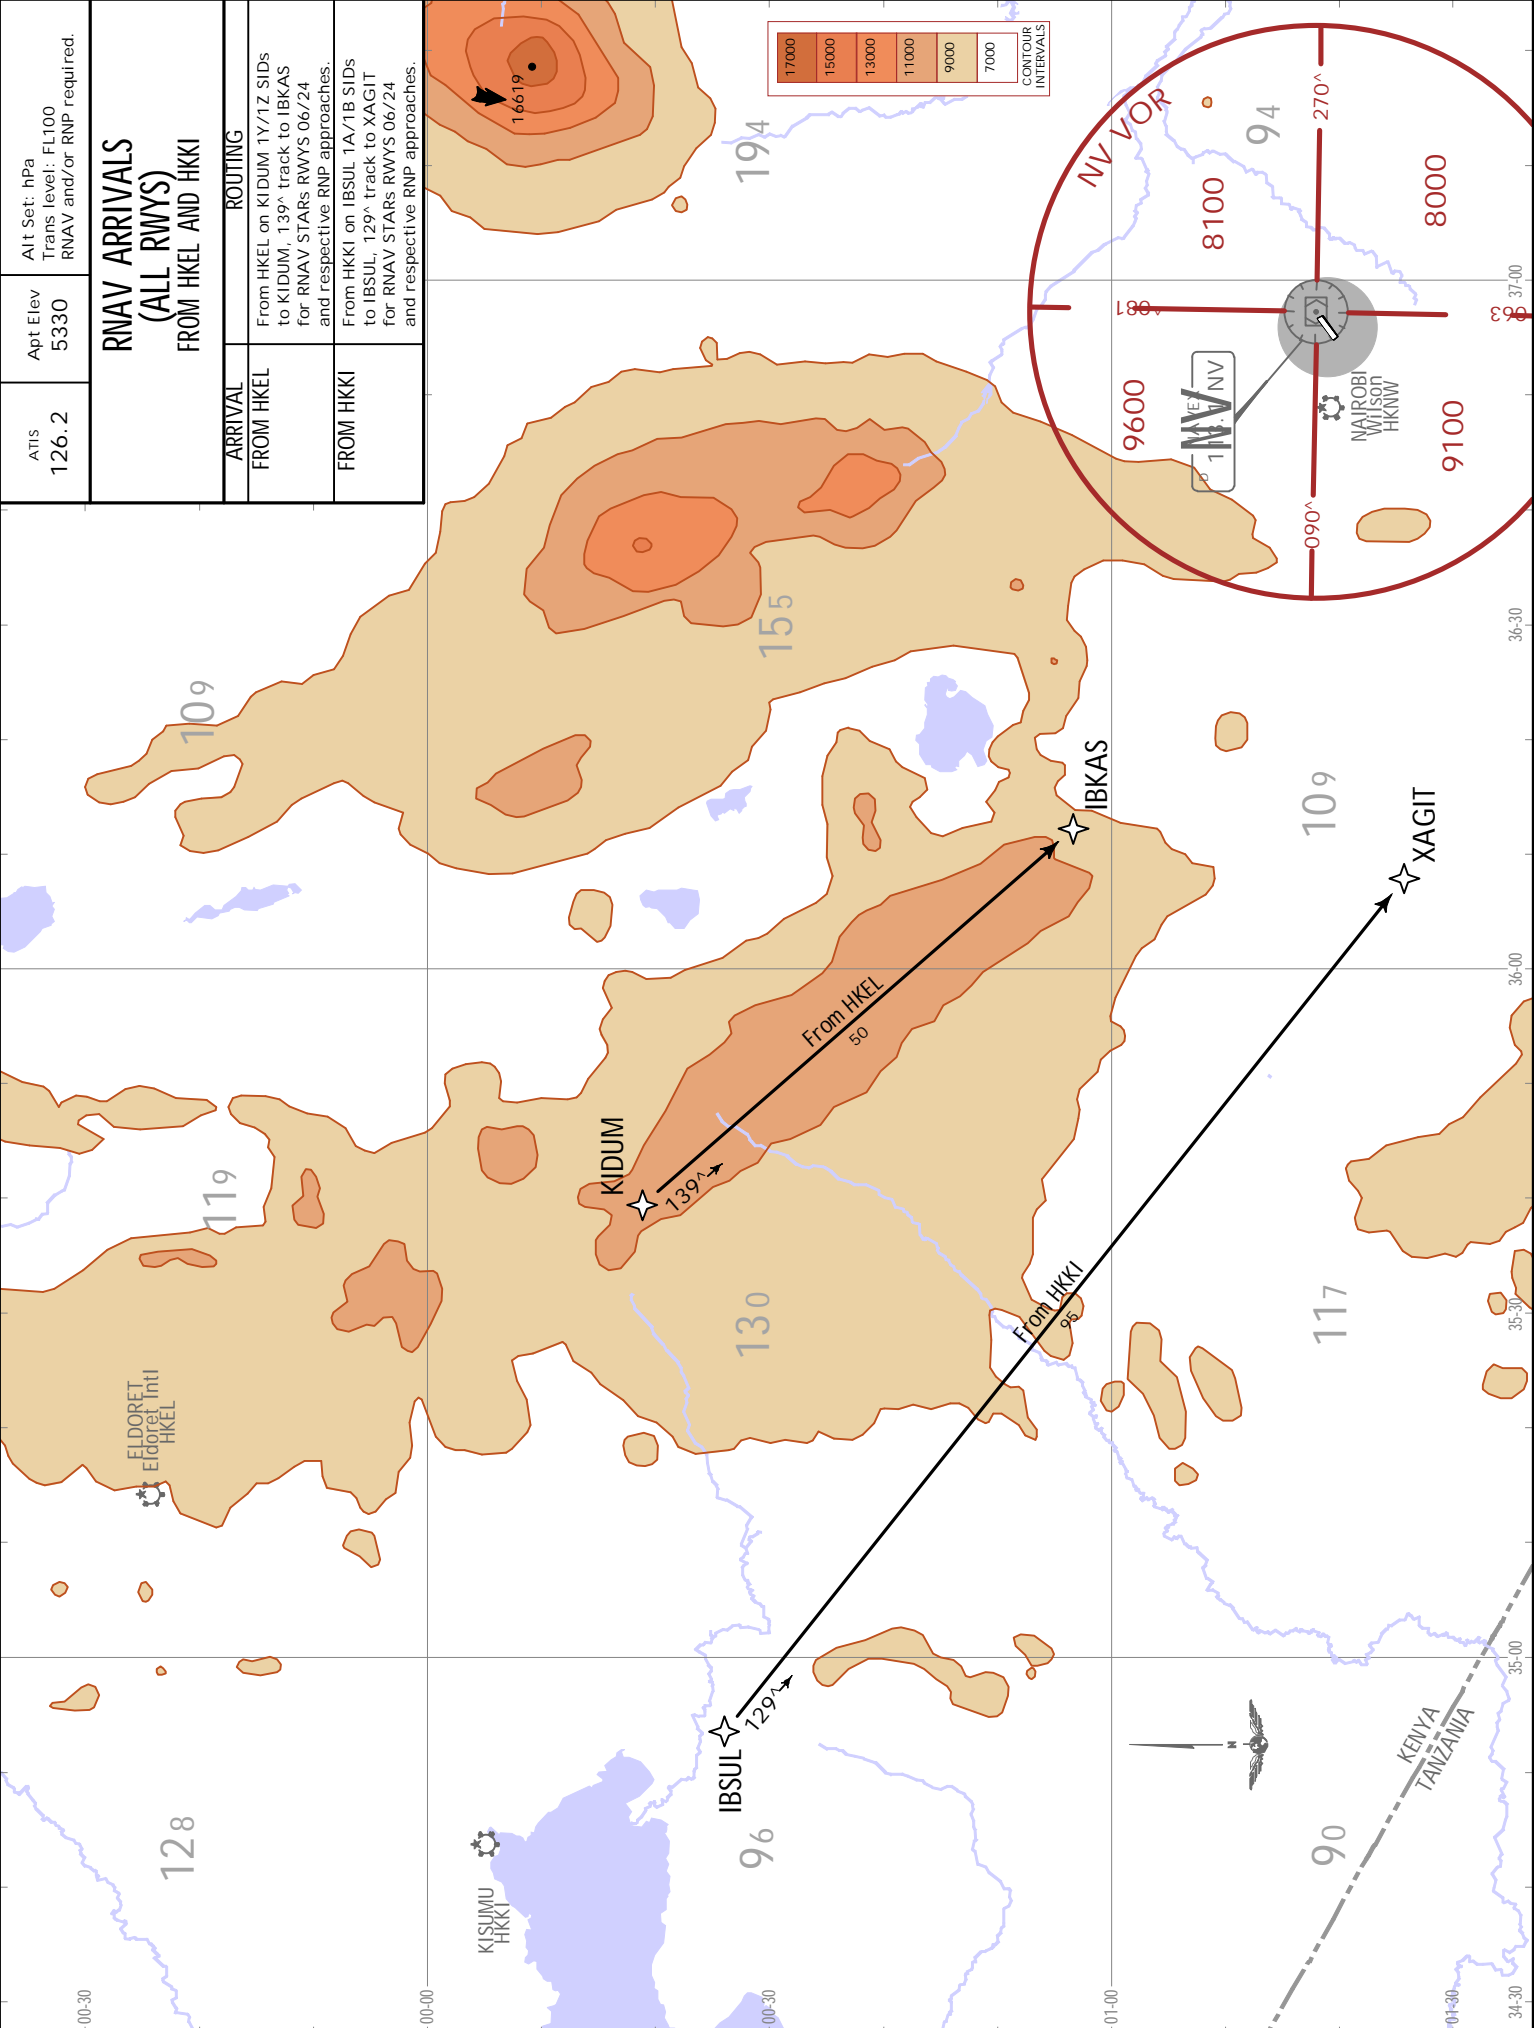 ATIS
126.2
Apt Elev
5330
Alt Set: hPa
Trans level: FL100
RNAV and/or RNP required.
RNAV ARRIVALS
(ALL RWYS)
FROM HKEL AND HKKI
ARRIVAL
ROUTING
FROM HKEL
From HKEL on KIDUM 1Y/1Z SIDs
to KIDUM, 139^ track to IBKAS
for RNAV STARs RWYS 06/24
and respective RNP approaches.
FROM HKKI
From HKKI on IBSUL 1A/1B SIDs
to IBSUL, 129^ track to XAGIT
for RNAV STARs RWYS 06/24
and respective RNP approaches.
16619
17000
15000
13000
11000
9000
7000
CONTOUR
INTERVALS
128
119
109
194
ELDORET
Eldoret Intl
HKEL
KISUMU
HKKI
96
130
155
KIDUM
139^
From HKEL
50
IBKAS
IBSUL
129^
From HKKI
95
XAGIT
NV VOR
270^
081^
090^
063
9600
8100
9100
8000
94
NV
D
NV
NAIROBI
Wilson
HKNW
90
117
109
KENYA
TANZANIA
N
00-30
00-00
00-30
01-00
01-30
34-30
35-00
35-30
36-00
36-30
37-00